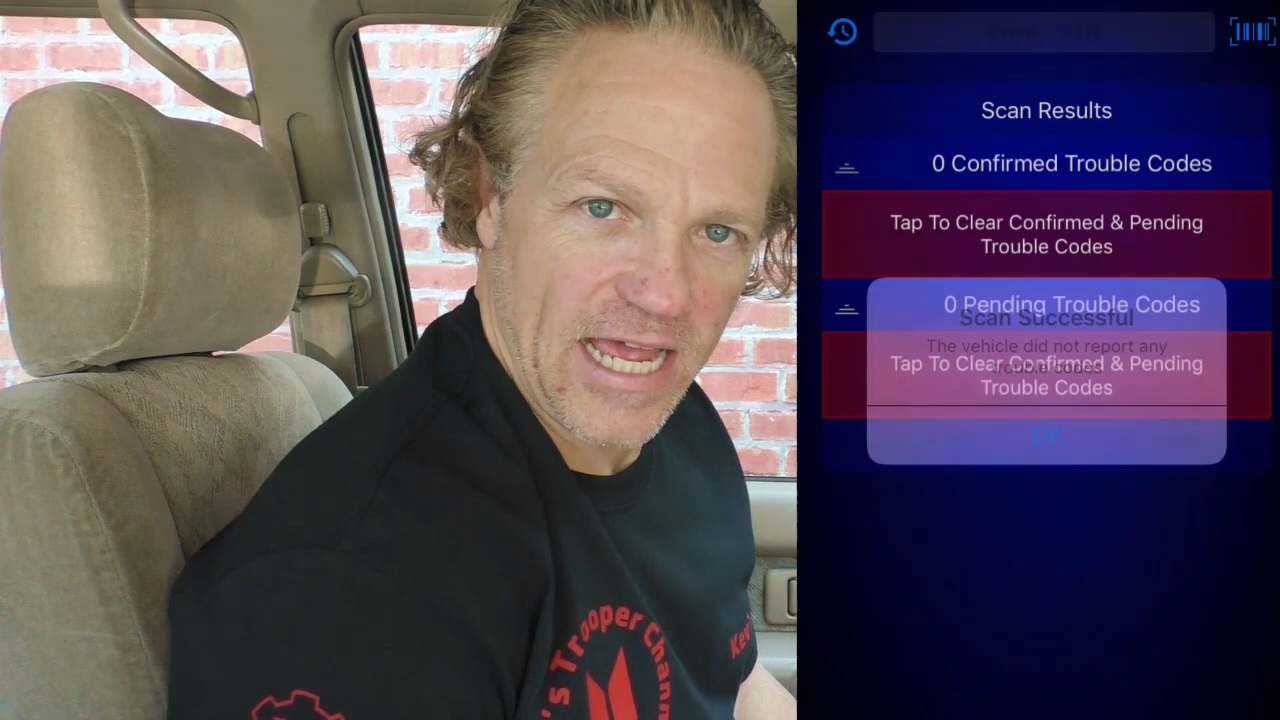 Scan Results
0 Confirmed Trouble Codes
Tap To Clear Confirmed & Pending
Trouble Codes
0 Pending Trouble Codes
Scan Successful
The vehicle did not report any
trouble codes
Tap To Clear Confirmed & Pending
Trouble Codes
OK
's Trooper Chann